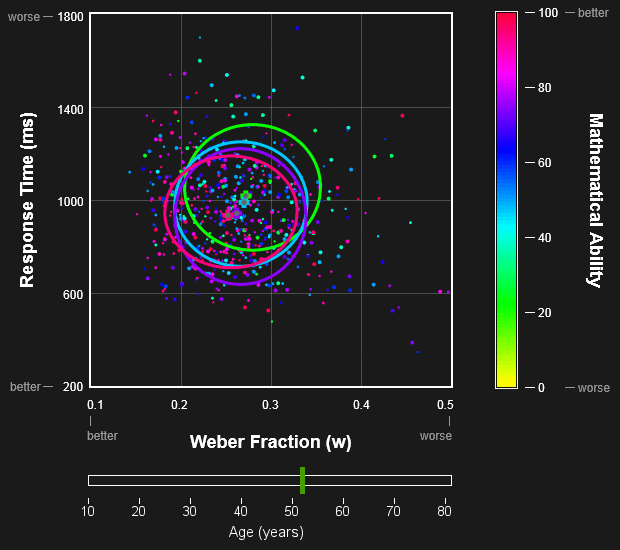 worse
1800
1400
1000
600
better
200
Response Time (ms)
0.1
0.2
0.3
0.4
0.5
better
worse
Weber Fraction (w)
100
better
80
60
40
20
0
worse
Mathematical Ability
10
20
30
40
50
60
70
80
Age (years)